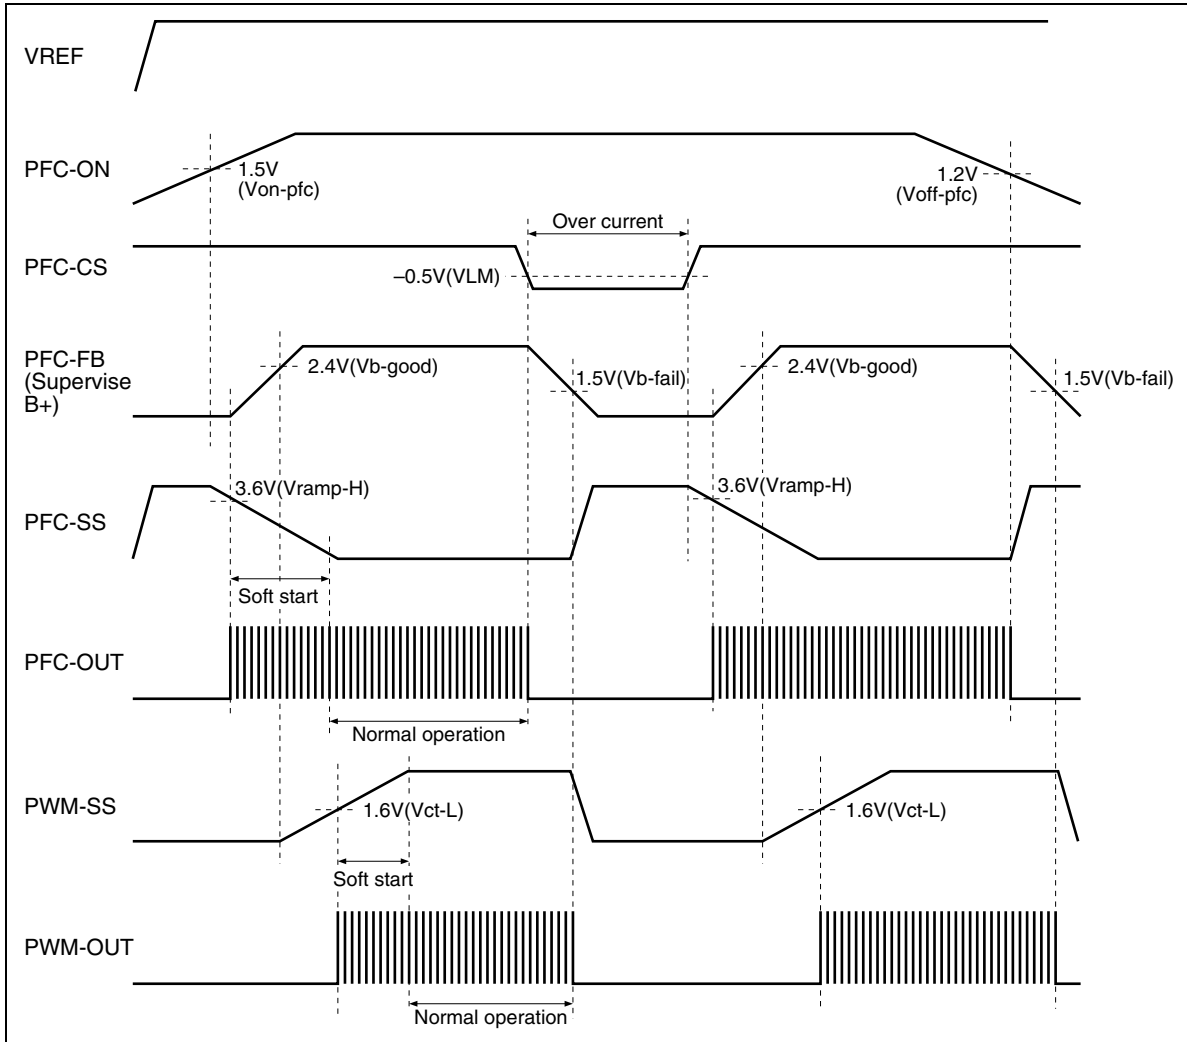 VREF
PFC-ON
1.5V
(Von-pfc)
1.2V
(Voff-pfc)
Over current
PFC-CS
–0.5V(VLM)
PFC-FB
(Supervise
B+)
2.4V(Vb-good)
1.5V(Vb-fail)
2.4V(Vb-good)
1.5V(Vb-fail)
PFC-SS
3.6V(Vramp-H)
3.6V(Vramp-H)
Soft start
PFC-OUT
Normal operation
PWM-SS
1.6V(Vct-L)
1.6V(Vct-L)
Soft start
PWM-OUT
Normal operation